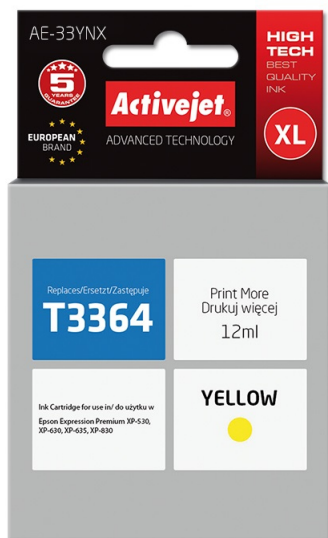 AE-33YNX
HIGH
TECH
BEST
QUALITY
INK
5
YEARS
GUARANTEE
Activejet®
EUROPEAN
BRAND
ADVANCED TECHNOLOGY
XL
Replaces/Ersetzt/Zastępuje
T3364
Print More
Drukuj więcej
12ml
Ink Cartridge for use in/ do użytku w
Epson Expression Premium XP-530,
XP-630, XP-635, XP-830
YELLOW